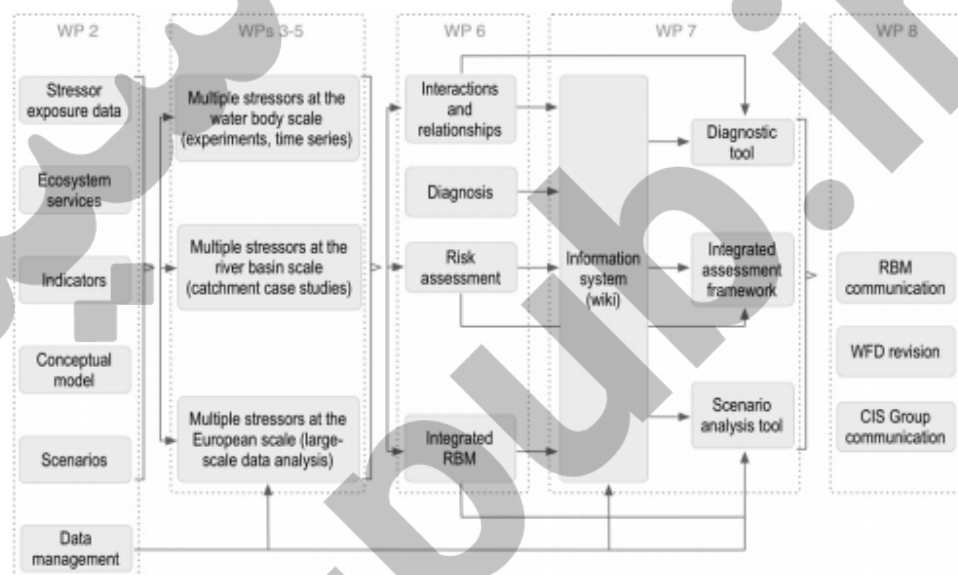 WP 2
WPs 3-5
WP 6
WP 7
WP 8
Stressor
exposure data
Ecosystem
services
Indicators
Conceptual
model
Scenarios
Data
management
Multiple stressors at the
water body scale
(experiments, time series)
Multiple stressors at the
river basin scale
(catchment case studies)
Multiple stressors at the
European scale (large-
scale data analysis)
Interactions
and
relationships
Diagnosis
Risk
assessment
Integrated
RBM
Information
system
(wiki)
Diagnostic
tool
Integrated
assessment
framework
Scenario
analysis tool
RBM
communication
WFD revision
CIS Group
communication